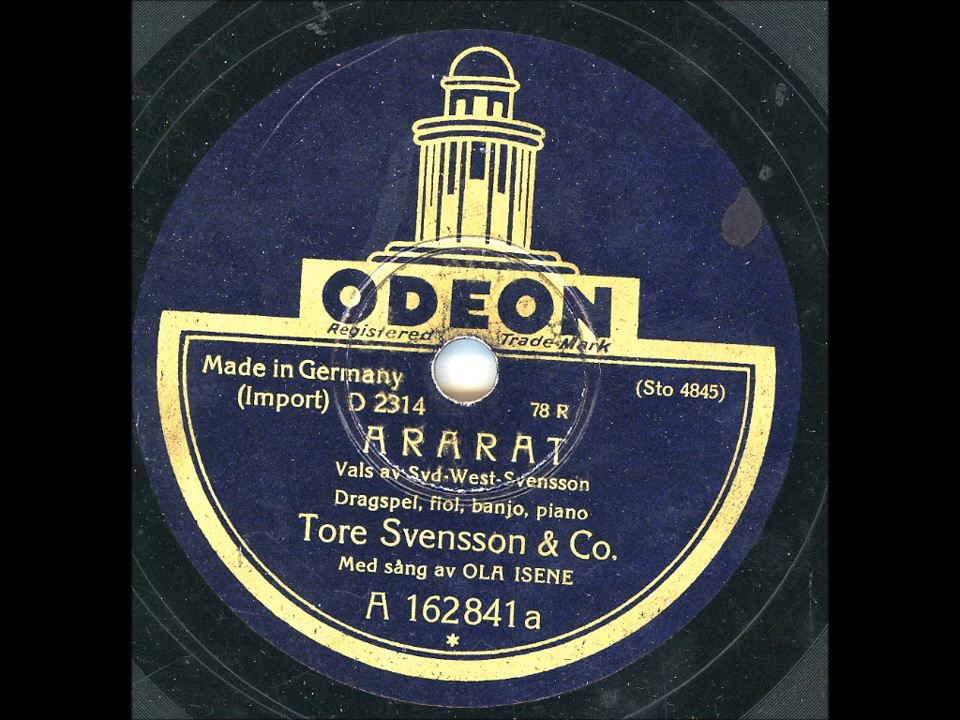 ODEON
Registered Trade-Mark
Made in Germany
(Import) D 2314
78 R
(Sto 4845)
ARARAT
Vals av Syd-West-Svensson
Dragspel, fiol, banjo, piano
Tore Svensson & Co.
Med sång av OLA ISENE
A 162841a